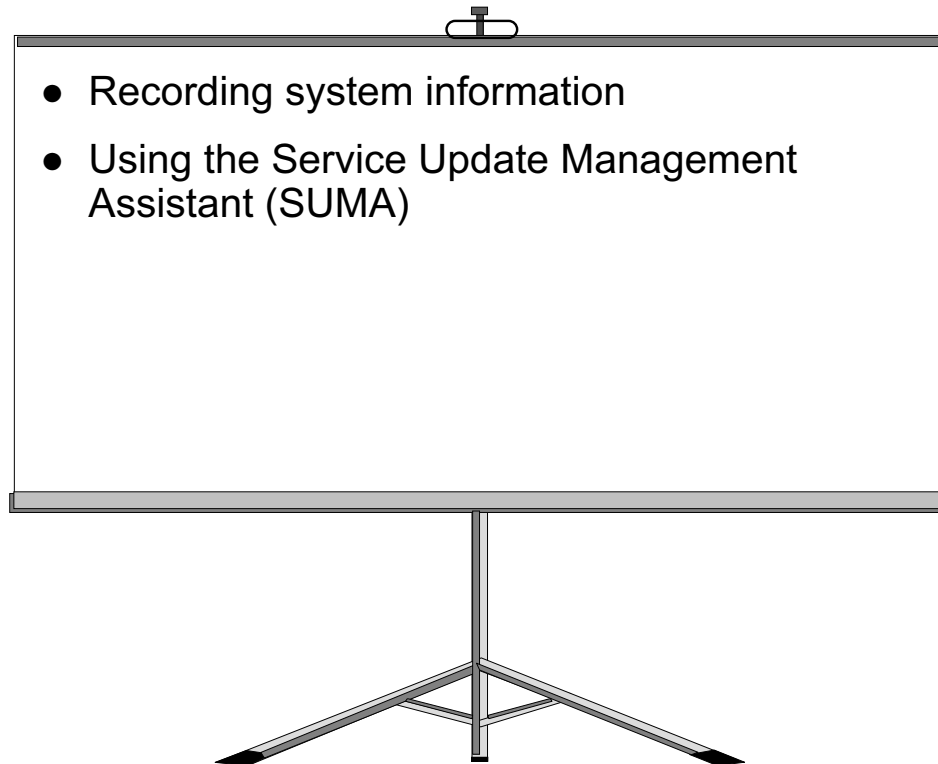 ● Recording system information
● Using the Service Update Management
Assistant (SUMA)